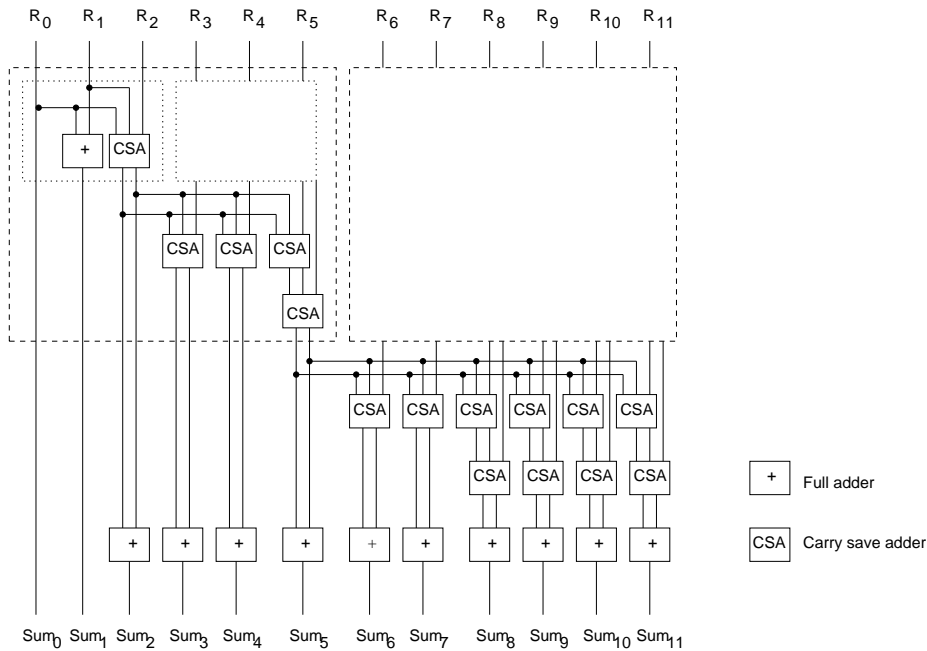 R0 R1 R2 R3 R4 R5 R6 R7 R8 R9 R10 R11
+ CSA
CSA CSA CSA
CSA
CSA CSA CSA CSA CSA CSA
CSA CSA CSA CSA
+ Full adder
+ + + + + + + + + +
CSA Carry save adder
Sum0 Sum1 Sum2 Sum3 Sum4 Sum5 Sum6 Sum7 Sum8 Sum9 Sum10 Sum11